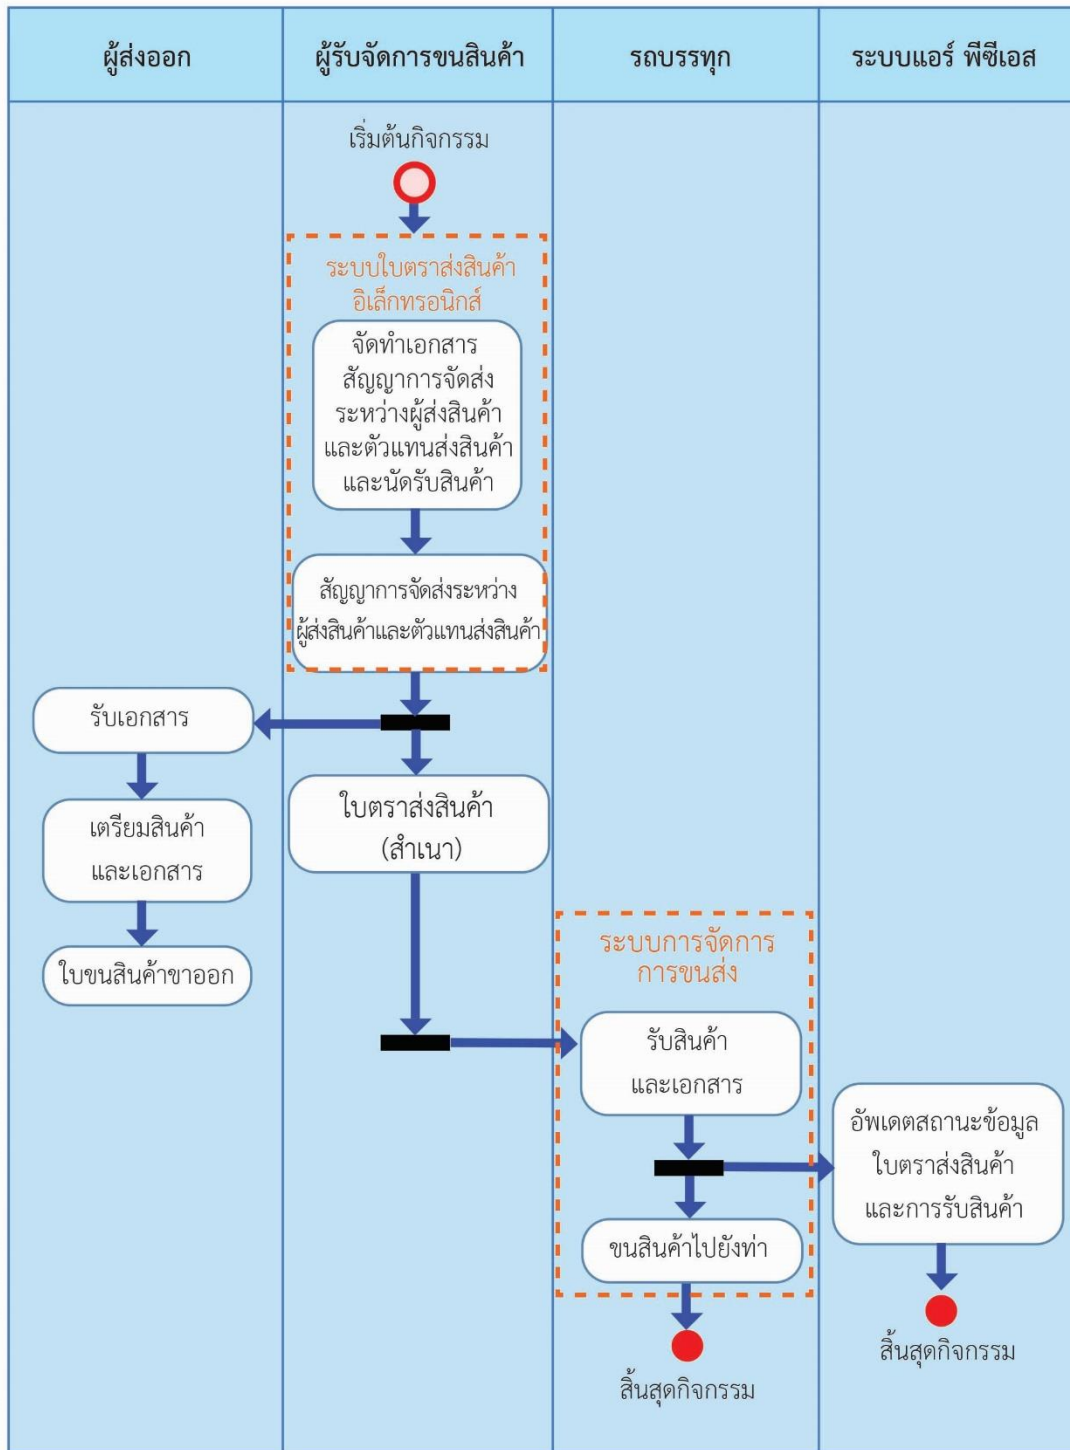 ผู้ส่งออก
ผู้รับจัดการขนสินค้า
รถบรรทุก
ระบบแอร์ พีซีเอส
เริ่มต้นกิจกรรม
ระบบใบตราส่งสินค้า
อิเล็กทรอนิกส์
จัดทำเอกสาร
สัญญาการจัดส่ง
ระหว่างผู้ส่งสินค้า
และตัวแทนส่งสินค้า
และนัดรับสินค้า
สัญญาการจัดส่งระหว่าง
ผู้ส่งสินค้าและตัวแทนส่งสินค้า
รับเอกสาร
เตรียมสินค้า
และเอกสาร
ใบขนสินค้าขาออก
ใบตราส่งสินค้า
(สำเนา)
ระบบการจัดการ
การขนส่ง
รับสินค้า
และเอกสาร
ขนสินค้าไปยังท่า
สิ้นสุดกิจกรรม
อัพเดตสถานะข้อมูล
ใบตราส่งสินค้า
และการรับสินค้า
สิ้นสุดกิจกรรม